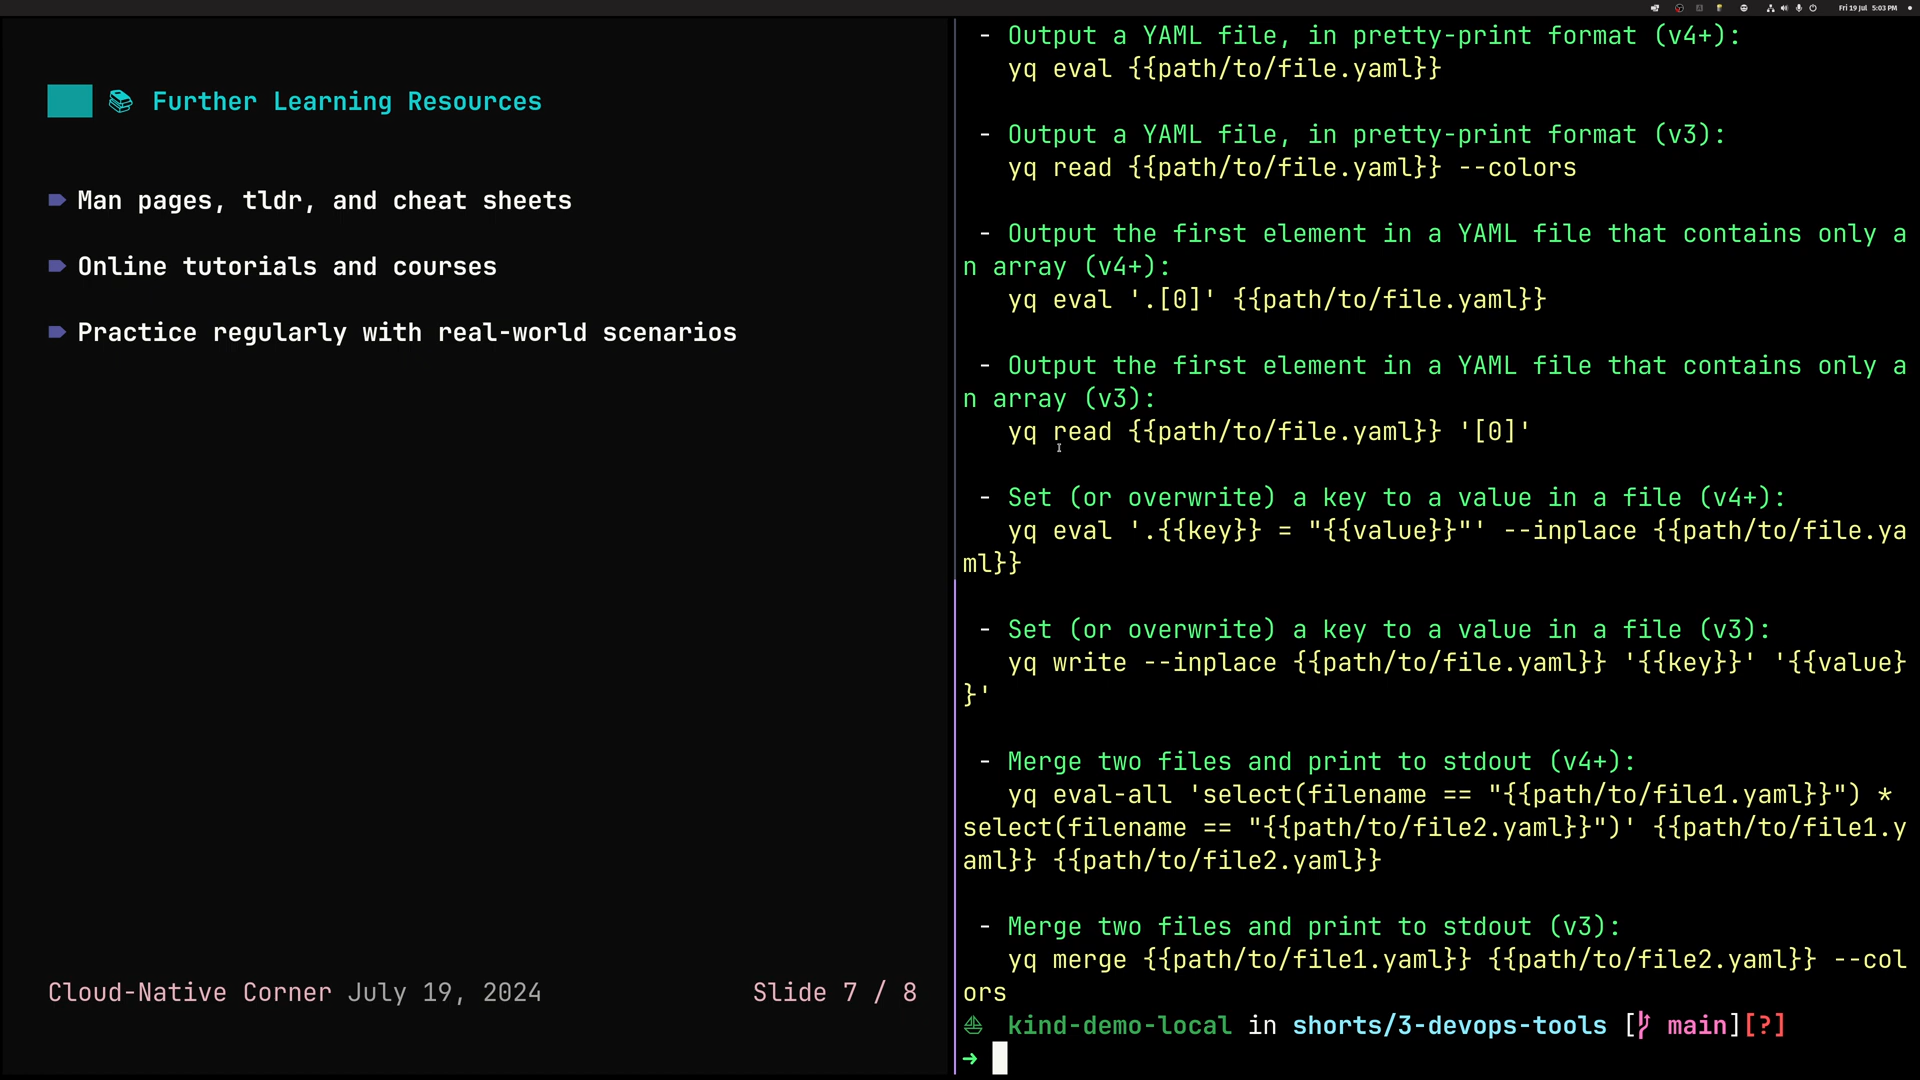 Fri 19 Jul 5:03 PM
📚 Further Learning Resources
Man pages, tldr, and cheat sheets
Online tutorials and courses
Practice regularly with real-world scenarios
Cloud-Native Corner July 19, 2024
Slide 7 / 8
- Output a YAML file, in pretty-print format (v4+):
yq eval {{path/to/file.yaml}}
- Output a YAML file, in pretty-print format (v3):
yq read {{path/to/file.yaml}} --colors
- Output the first element in a YAML file that contains only a
n array (v4+):
yq eval '.[0]' {{path/to/file.yaml}}
- Output the first element in a YAML file that contains only a
n array (v3):
yq read {{path/to/file.yaml}} '[0]'
- Set (or overwrite) a key to a value in a file (v4+):
yq eval '.{{key}} = "{{value}}"' --inplace {{path/to/file.ya
ml}}
- Set (or overwrite) a key to a value in a file (v3):
yq write --inplace {{path/to/file.yaml}} '{{key}}' '{{value}
}'
- Merge two files and print to stdout (v4+):
yq eval-all 'select(filename == "{{path/to/file1.yaml}}") *
select(filename == "{{path/to/file2.yaml}}")' {{path/to/file1.y
aml}} {{path/to/file2.yaml}}
- Merge two files and print to stdout (v3):
yq merge {{path/to/file1.yaml}} {{path/to/file2.yaml}} --col
ors
kind-demo-local in shorts/3-devops-tools [ main][?]
➜